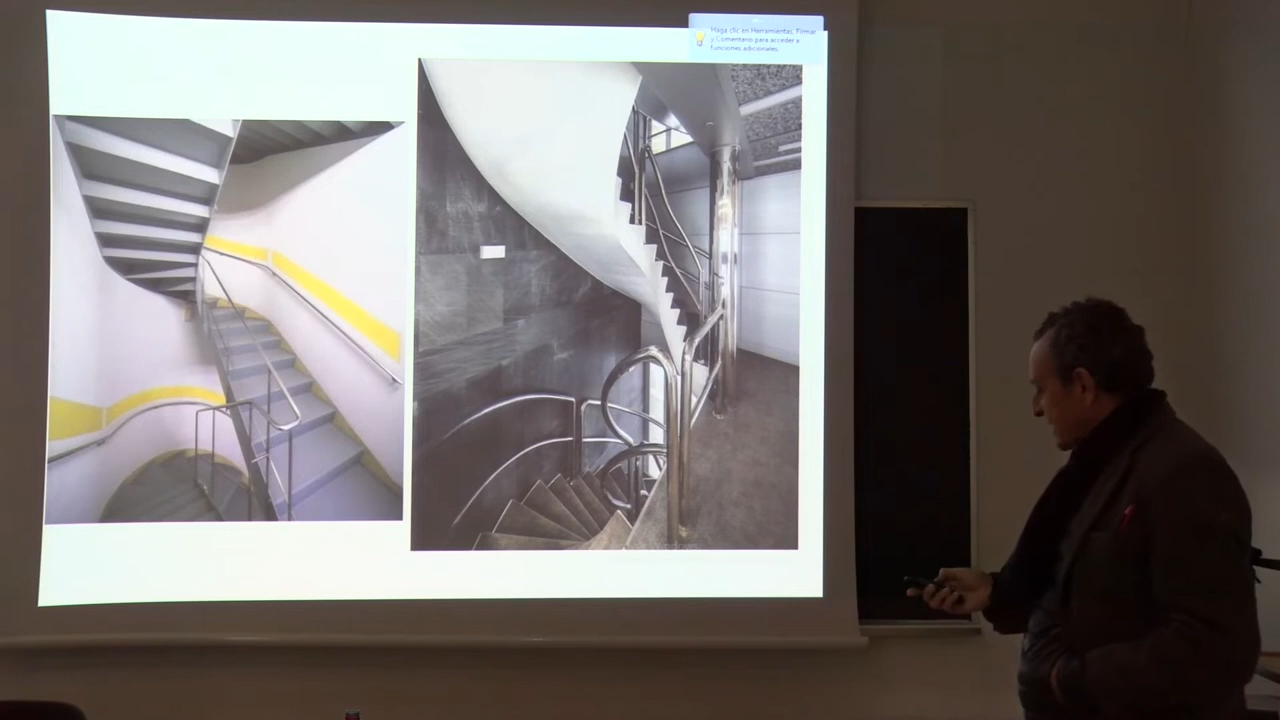 Haga clic en Herramientas, Firmar
y Comentario para acceder a
funciones adicionales.